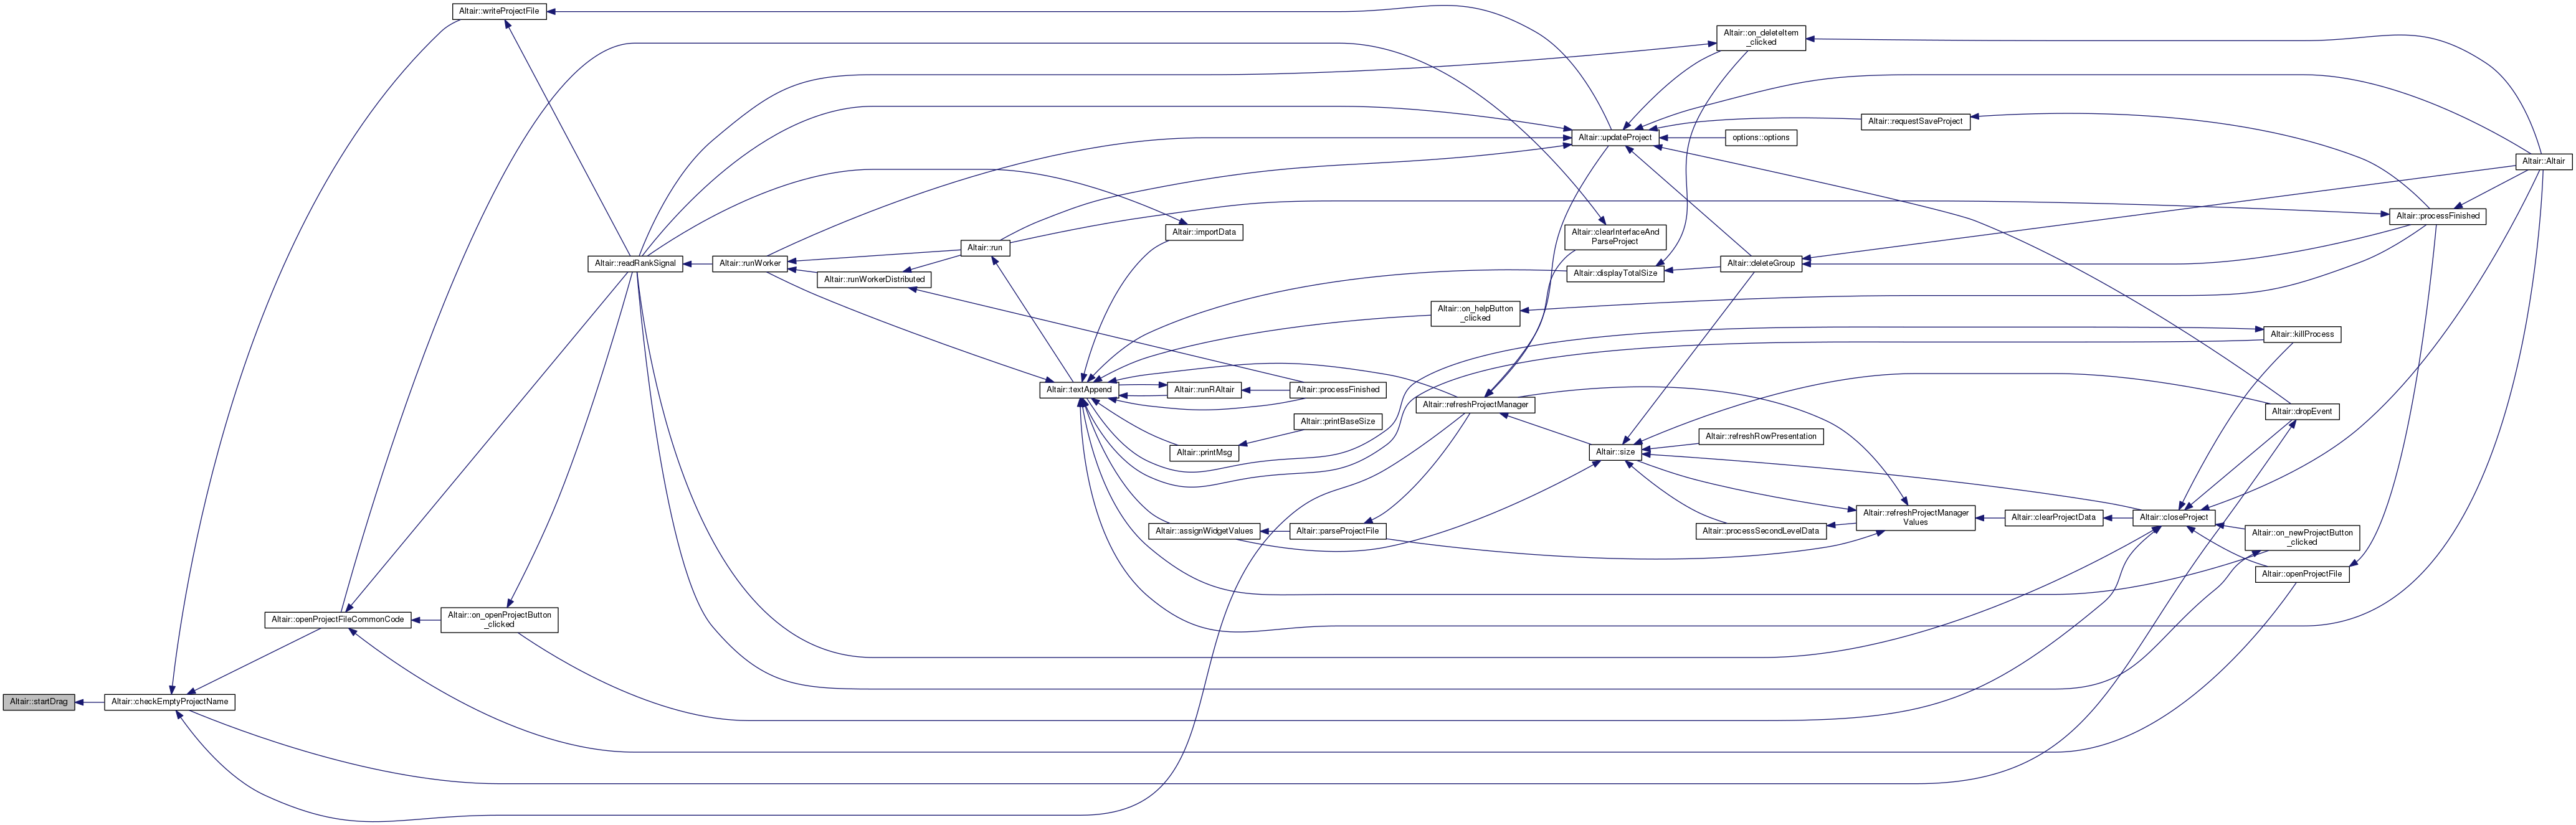 Altair::writeProjectFile
Altair::on_deleteItem
_clicked
Altair::requestSaveProject
Altair::updateProject
options::options
Altair::Altair
Altair::processFinished
Altair::importData
Altair::clearInterfaceAnd
ParseProject
Altair::run
Altair::readRankSignal
Altair::runWorker
Altair::runWorkerDistributed
Altair::displayTotalSize
Altair::deleteGroup
Altair::on_helpButton
_clicked
Altair::killProcess
Altair::textAppend
Altair::runRAltair
Altair::processFinished
Altair::refreshProjectManager
Altair::dropEvent
Altair::printBaseSize
Altair::printMsg
Altair::refreshRowPresentation
Altair::size
Altair::assignWidgetValues
Altair::parseProjectFile
Altair::processSecondLevelData
Altair::refreshProjectManager
Values
Altair::clearProjectData
Altair::closeProject
Altair::on_newProjectButton
_clicked
Altair::openProjectFile
Altair::openProjectFileCommonCode
Altair::on_openProjectButton
_clicked
Altair::startDrag
Altair::checkEmptyProjectName